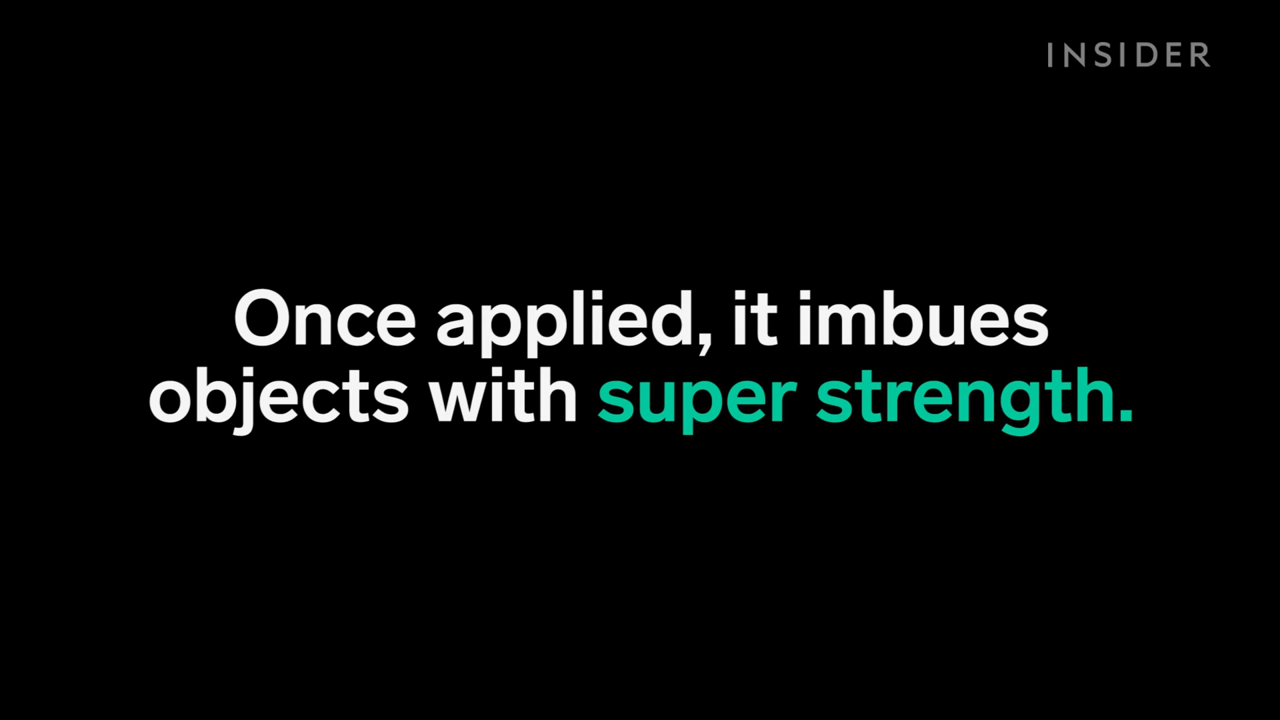 INSIDER
Once applied, it imbues
objects with super strength.